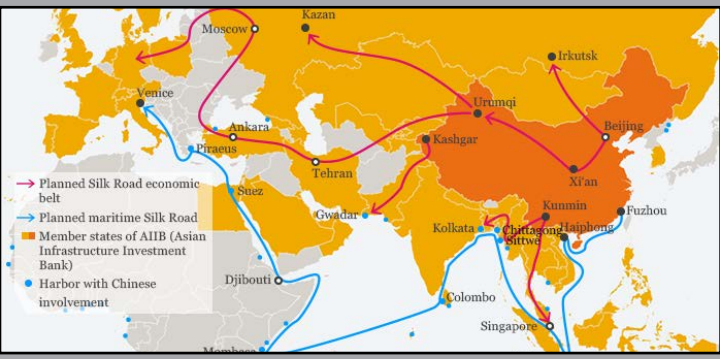 Kazan
Moscow
Irkutsk
Venice
Urumqi
Ankara
Beijing
Piraeus
Kashgar
Tehran
Xi'an
Planned Silk Road economic
belt
Suez
Planned maritime Silk Road
Gwadar
Kunmin
Fuzhou
Member states of AIIB (Asian
Infrastructure Investment
Bank)
Kolkata
Chittagong
Haiphong
Sittwe
Harbor with Chinese
involvement
Djibouti
Colombo
Singapore
Mombasa